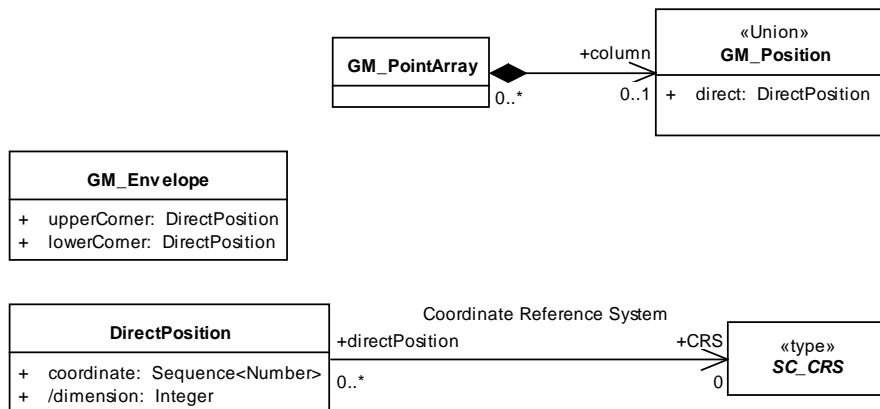 «Union»
GM_Position
+ direct: DirectPosition
GM_PointArray
+column
0..*
0..1
GM_Envelope
+ upperCorner: DirectPosition
+ lowerCorner: DirectPosition
DirectPosition
+ coordinate: Sequence<Number>
+ /dimension: Integer
Coordinate Reference System
+directPosition
+CRS
0..*
0
«type»
SC_CRS